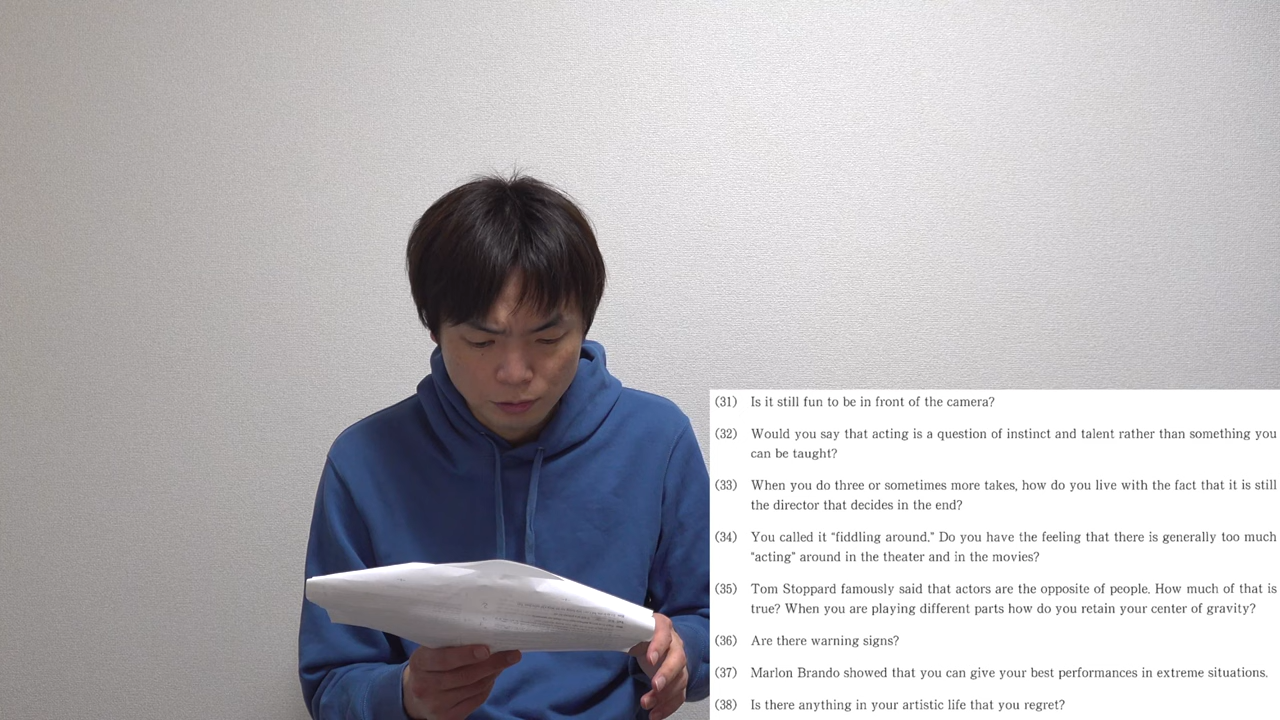 (31) Is it still fun to be in front of the camera?
(32) Would you say that acting is a question of instinct and talent rather than something you
can be taught?
(33) When you do three or sometimes more takes, how do you live with the fact that it is still
the director that decides in the end?
(34) You called it "fiddling around." Do you have the feeling that there is generally too much
"acting" around in the theater and in the movies?
(35) Tom Stoppard famously said that actors are the opposite of people. How much of that is
true? When you are playing different parts how do you retain your center of gravity?
(36) Are there warning signs?
(37) Marlon Brando showed that you can give your best performances in extreme situations.
(38) Is there anything in your artistic life that you regret?